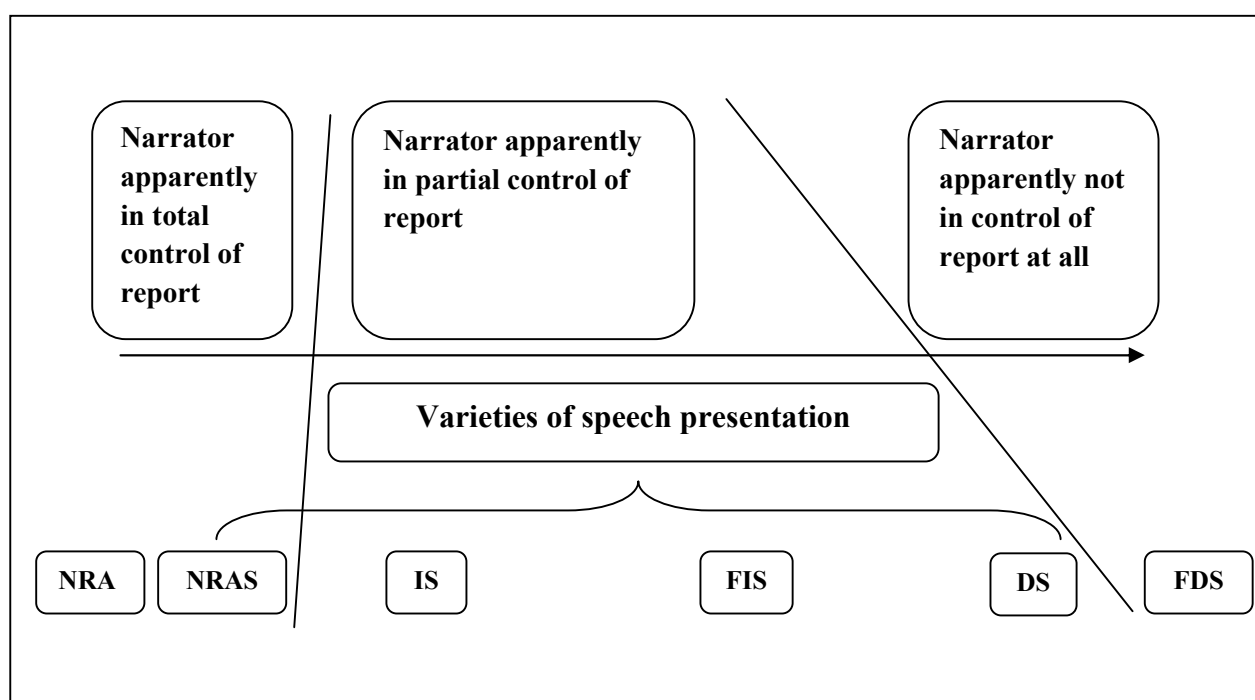 Narrator
apparently
in total
control of
report
Narrator apparently
in partial control of
report
Narrator
apparently not
in control of
report at all
Varieties of speech presentation
NRA
NRAS
IS
FIS
DS
FDS